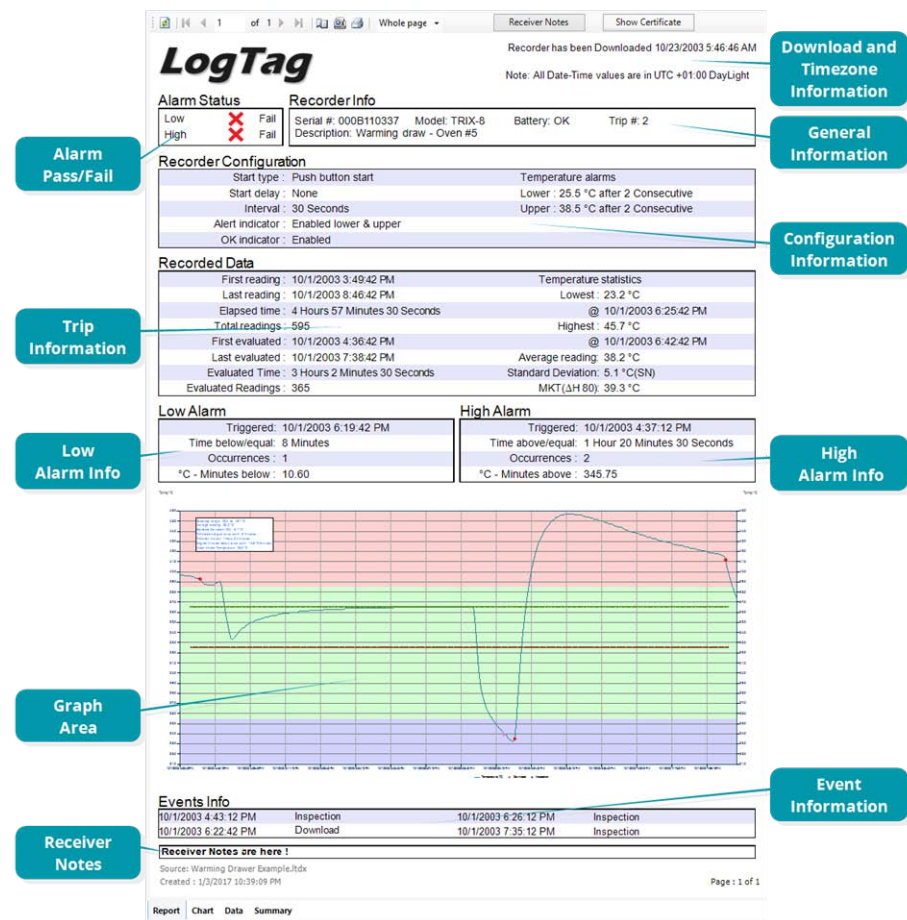 1 of 1 Whole page Receiver Notes Show Certificate
LogTag
Recorder has been Downloaded 10/23/2003 5:46:46 AM
Note: All Date-Time values are in UTC +01:00 DayLight
Download and
Timezone
Information
Alarm Status
Low Fail
High Fail
Recorder Info
Serial #: 000B110337 Model: TRIX-8 Battery: OK Trip #: 2
Description: Warming draw - Oven #5
General
Information
Alarm
Pass/Fail
Recorder Configuration
Start type : Push button start Temperature alarms
Start delay : None Lower : 25.5 °C after 2 Consecutive
Interval : 30 Seconds Upper : 38.5 °C after 2 Consecutive
Alert indicator : Enabled lower & upper
OK indicator : Enabled
Configuration
Information
Recorded Data
First reading : 10/1/2003 3:49:42 PM Temperature statistics
Last reading : 10/1/2003 8:46:42 PM Lowest : 23.2 °C
Elapsed time : 4 Hours 57 Minutes 30 Seconds @ 10/1/2003 6:25:42 PM
Total readings : 595 Highest : 45.7 °C
First evaluated : 10/1/2003 4:36:42 PM @ 10/1/2003 6:42:42 PM
Last evaluated : 10/1/2003 7:38:42 PM Average reading: 38.2 °C
Evaluated Time : 3 Hours 2 Minutes 30 Seconds Standard Deviation: 5.1 °C(SN)
Evaluated Readings : 365 MKT(ΔH 80): 39.3 °C
Trip
Information
Low Alarm
Triggered: 10/1/2003 6:19:42 PM
Time below/equal: 8 Minutes
Occurrences : 1
°C - Minutes below : 10.60
Low
Alarm Info
High Alarm
Triggered: 10/1/2003 4:37:12 PM
Time above/equal: 1 Hour 20 Minutes 30 Seconds
Occurrences : 2
°C - Minutes above : 345.75
High
Alarm Info
Graph
Area
Events Info
10/1/2003 4:43:12 PM Inspection 10/1/2003 6:26:12 PM Inspection
10/1/2003 6:22:42 PM Download 10/1/2003 7:35:12 PM Inspection
Event
Information
Receiver Notes are here !
Receiver
Notes
Source: Warming Drawer Example.ltdx
Created : 1/3/2017 10:39:09 PM
Page : 1 of 1
Report Chart Data Summary